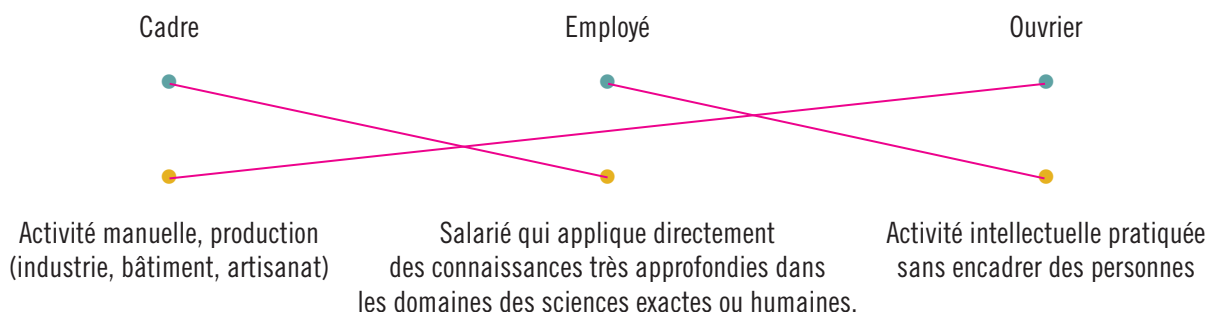 Cadre
Employé
Ouvrier
Activité manuelle, production
(industrie, bâtiment, artisanat)
Salarié qui applique directement
des connaissances très approfondies dans
les domaines des sciences exactes ou humaines.
Activité intellectuelle pratiquée
sans encadrer des personnes